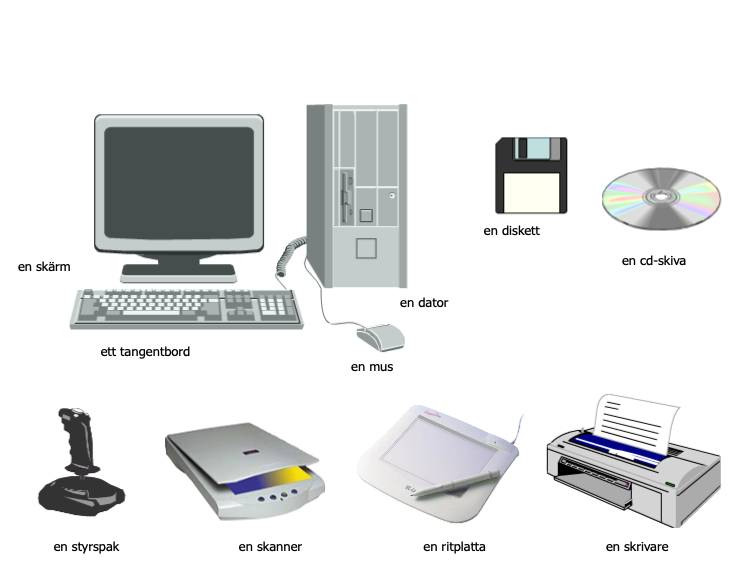 en diskett
en cd-skiva
en skärm
en dator
ett tangentbord
en mus
en styrspak
en skanner
en ritplatta
en skrivare